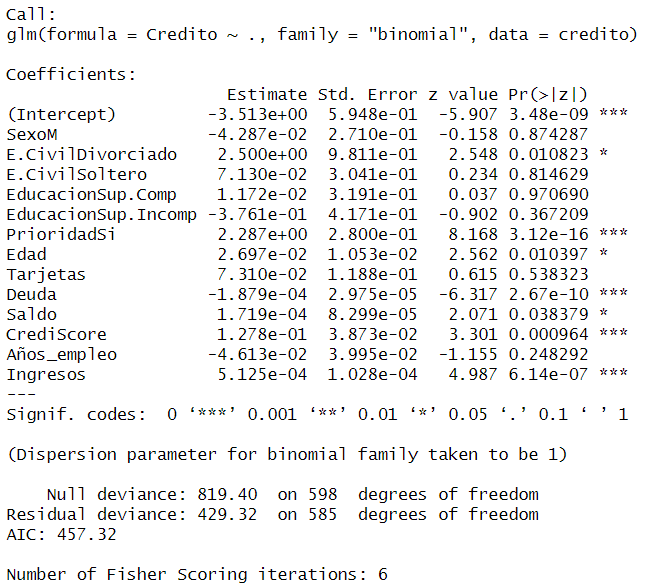 Call:
glm(formula = Credito ~ ., family = "binomial", data = credito)
Coefficients:
Estimate Std. Error z value Pr(>|z|)
(Intercept) -3.513e+00 5.948e-01 -5.907 3.48e-09 ***
SexoM -4.287e-02 2.710e-01 -0.158 0.874287
E.CivilDivorciado 2.500e+00 9.811e-01 2.548 0.010823 *
E.CivilSoltero 7.130e-02 3.041e-01 0.234 0.814629
EducacionSup.Comp 1.172e-02 3.191e-01 0.037 0.970690
EducacionSup.Incomp -3.761e-01 4.171e-01 -0.902 0.367209
PrioridadSi 2.287e+00 2.800e-01 8.168 3.12e-16 ***
Edad 2.697e-02 1.053e-02 2.562 0.010397 *
Tarjetas 7.310e-02 1.188e-01 0.615 0.538323
Deuda -1.879e-04 2.975e-05 -6.317 2.67e-10 ***
Saldo 1.719e-04 8.299e-05 2.071 0.038379 *
CrediScore 1.278e-01 3.873e-02 3.301 0.000964 ***
Años_empleo -4.613e-02 3.995e-02 -1.155 0.248292
Ingresos 5.125e-04 1.028e-04 4.987 6.14e-07 ***
---
Signif. codes: 0 ‘***’ 0.001 ‘**’ 0.01 ‘*’ 0.05 ‘.’ 0.1 ‘ ’ 1
(Dispersion parameter for binomial family taken to be 1)
Null deviance: 819.40 on 598 degrees of freedom
Residual deviance: 429.32 on 585 degrees of freedom
AIC: 457.32
Number of Fisher Scoring iterations: 6